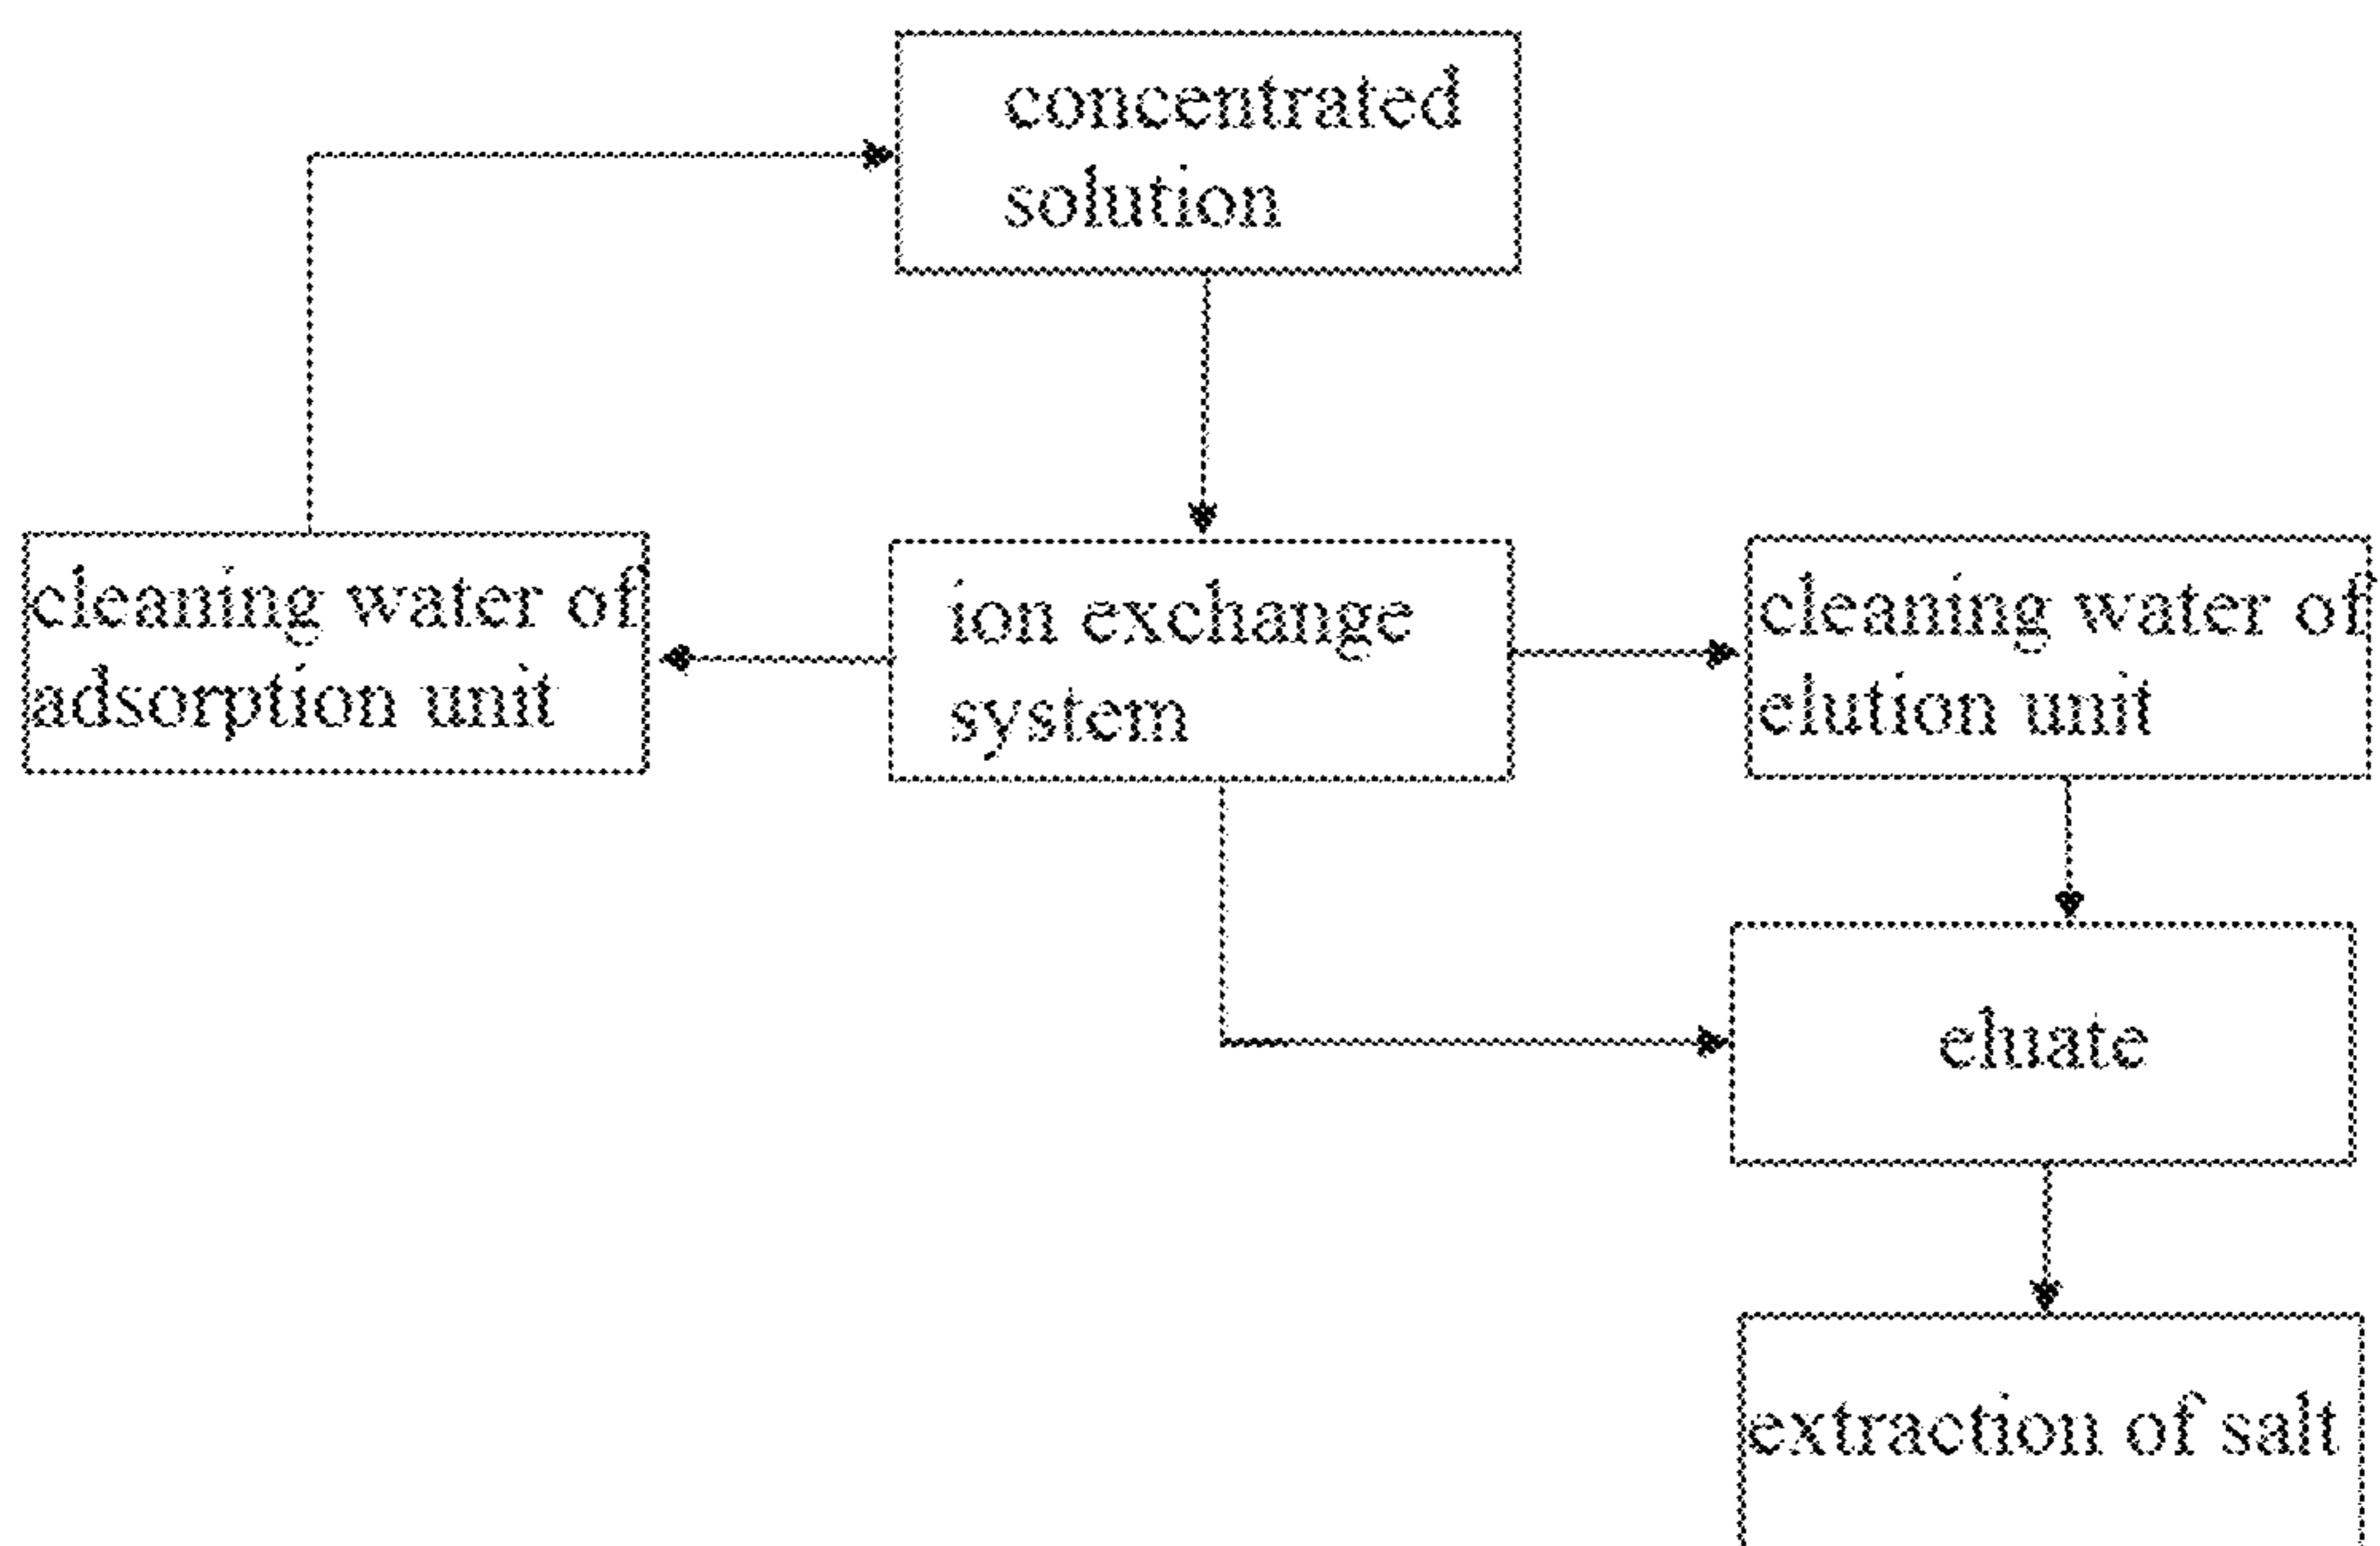 concentrated
solution
cleaning water of
adsorption unit
ion exchange
system
cleaning water of
elution unit
eluate
extraction of salt